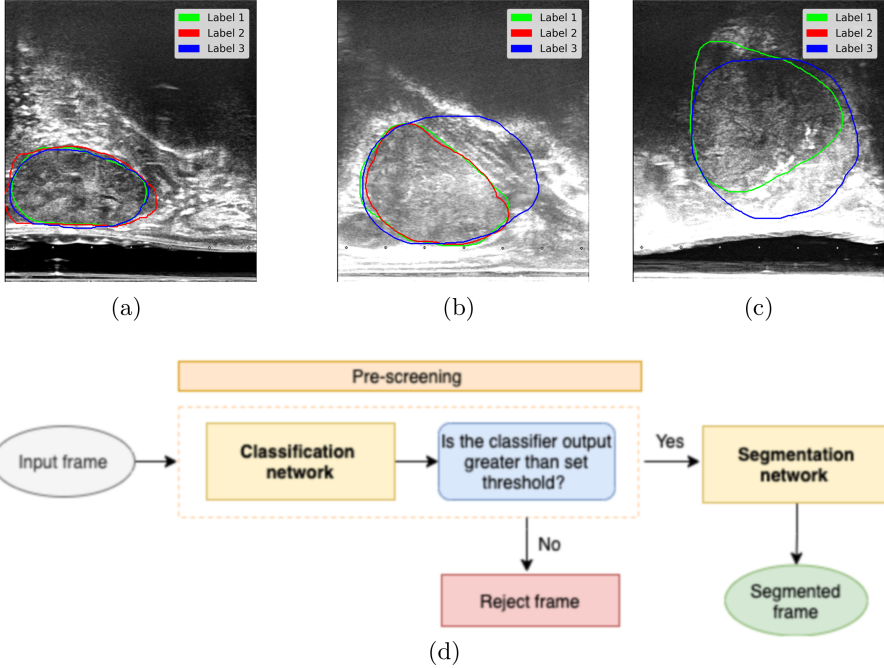 Label 1
Label 2
Label 3
Label 1
Label 2
Label 3
Label 1
Label 2
Label 3
(a)
(b)
(c)
Pre-screening
Input frame
Classification
network
Is the classifier output
greater than set
threshold?
Yes
Segmentation
network
No
Reject frame
Segmented
frame
(d)